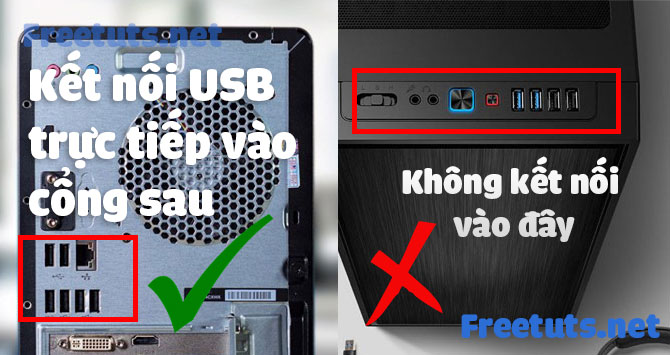 Freetuts.net
Kết nối USB
trực tiếp vào
cổng sau
Không kết nối
vào đây
Freetuts.net